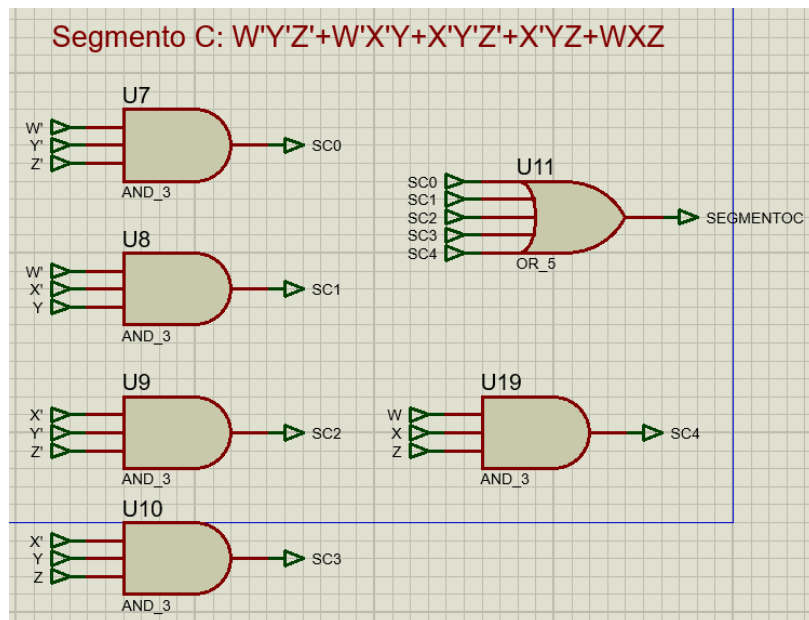 Segmento C: W'Y'Z'+W'X'Y+X'Y'Z'+X'YZ+WXZ
U7
W'
Y'
Z'
SC0
AND_3
U8
W'
X'
Y
SC1
AND_3
U9
X'
Y'
Z'
SC2
AND_3
U10
X'
Y
Z
SC3
AND_3
U11
SC0
SC1
SC2
SC3
SC4
SEGMENTOC
OR_5
U19
W
X
Z
SC4
AND_3